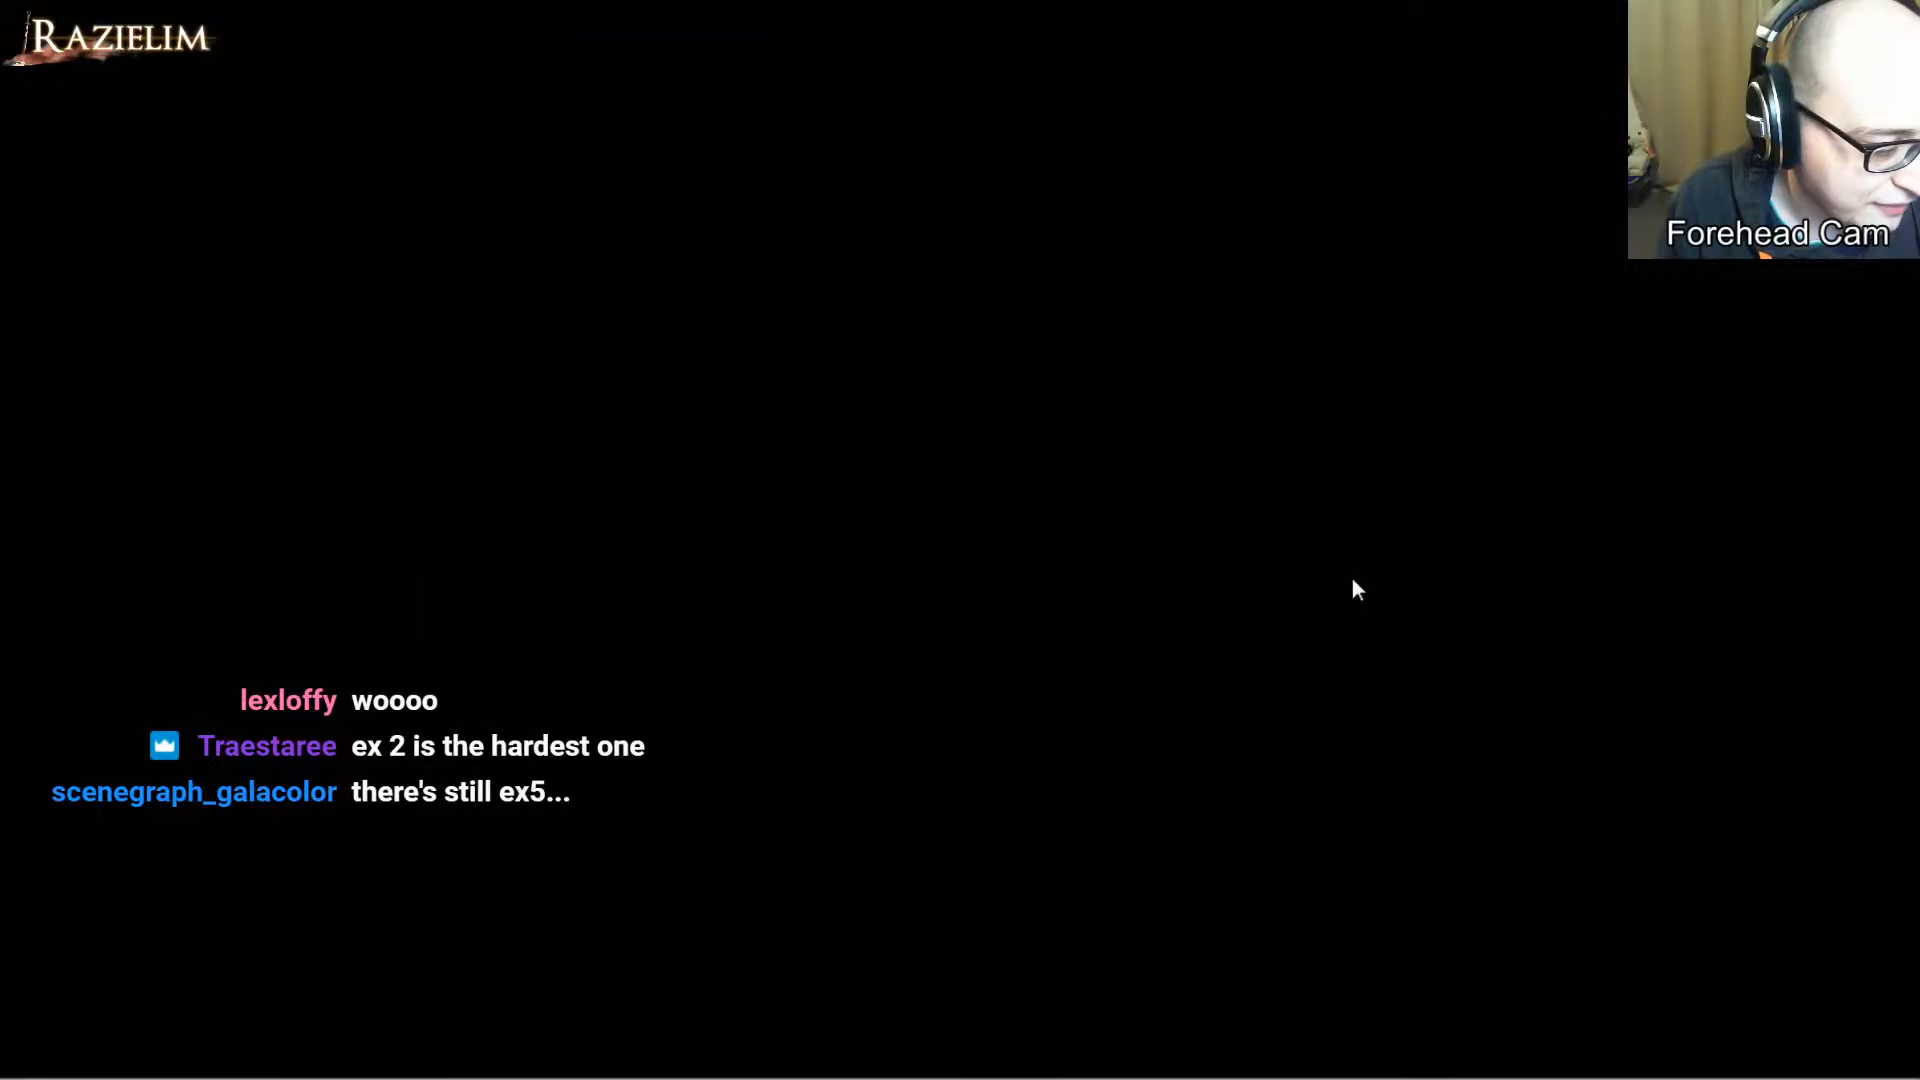 RAZIELIM
Forehead Cam
lexloffy woooo
Traestaree ex 2 is the hardest one
scenegraph_galacolor there's still ex5...